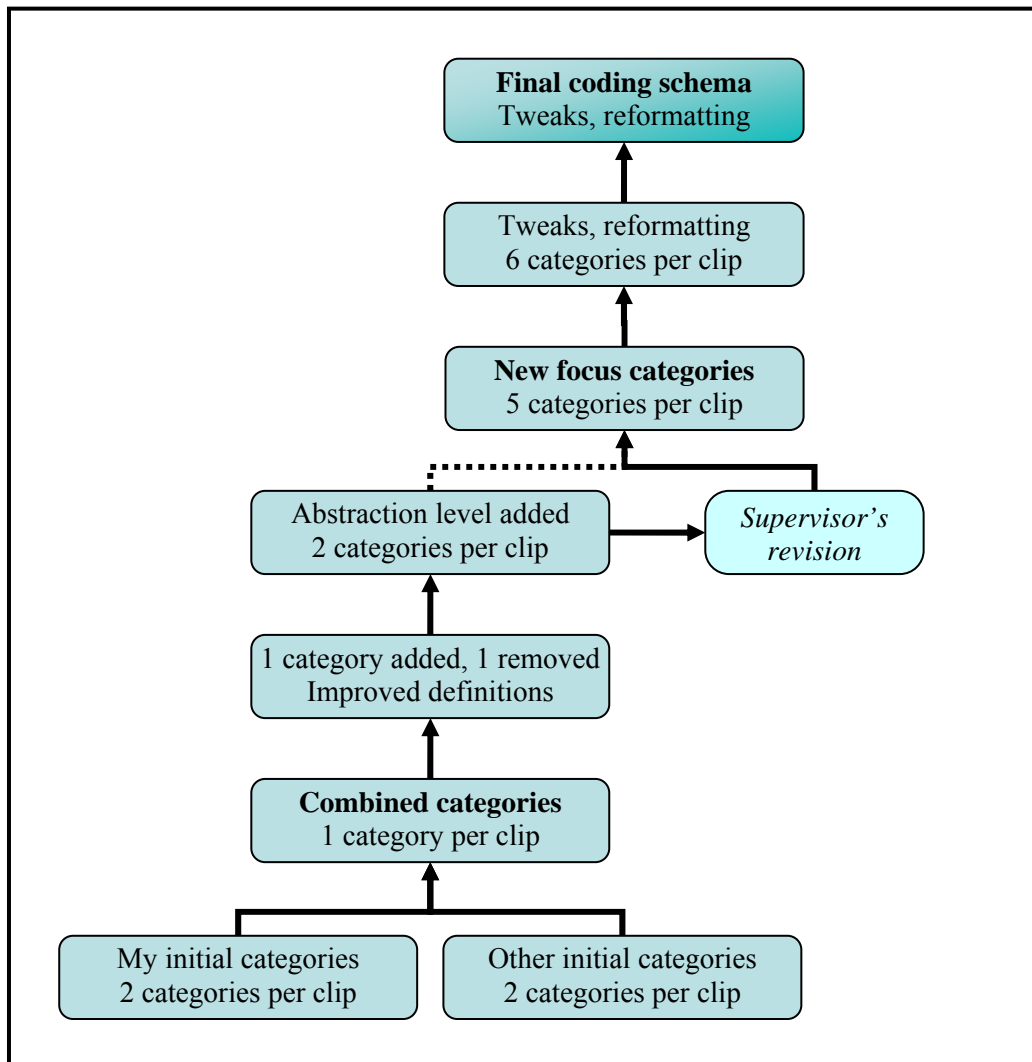 Final coding schema
Tweaks, reformatting
Tweaks, reformatting
6 categories per clip
New focus categories
5 categories per clip
Abstraction level added
2 categories per clip
Supervisor’s
revision
1 category added, 1 removed
Improved definitions
Combined categories
1 category per clip
My initial categories
2 categories per clip
Other initial categories
2 categories per clip